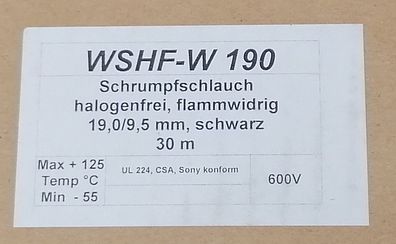 WSHF-W 190
Schrumpfschlauch
halogenfrei, flammwidrig
19,0/9,5 mm, schwarz
30 m
Max + 125
Temp °C
Min - 55
UL 224, CSA, Sony konform
600V